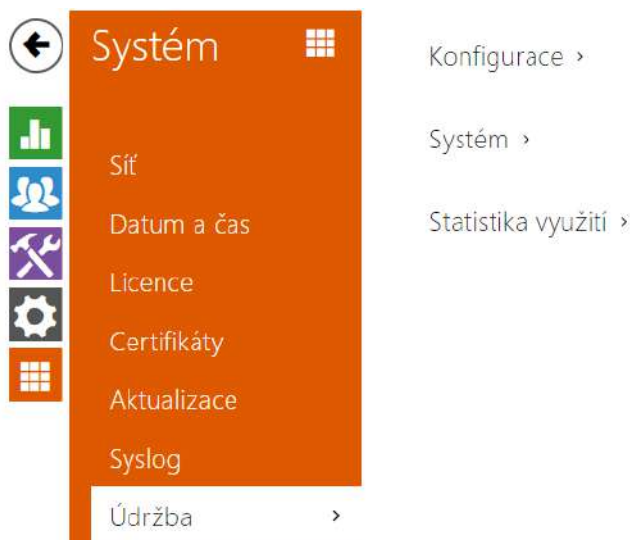 Systém
Síť
Datum a čas
Licence
Certifikáty
Aktualizace
Syslog
Údržba
Konfigurace
Systém
Statistika využití